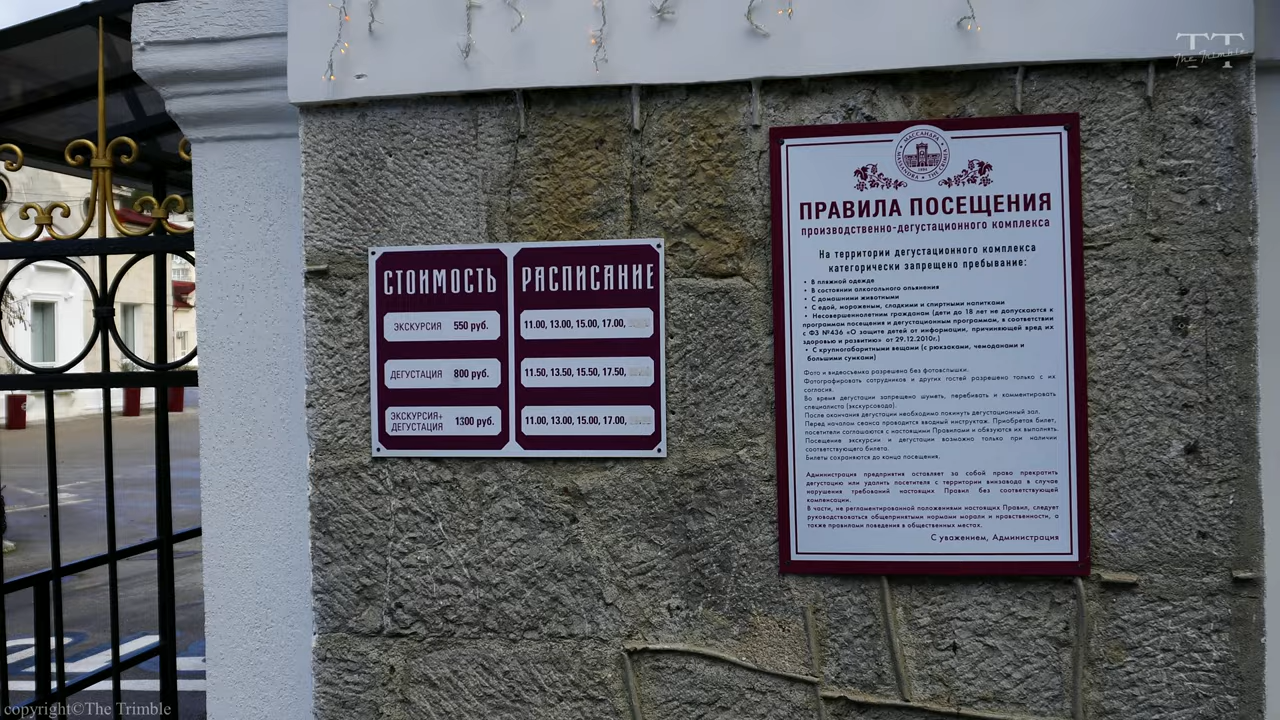 СТОИМОСТЬ
ЭКСКУРСИЯ 550 руб.
ДЕГУСТАЦИЯ 800 руб.
ЭКСКУРСИЯ+
ДЕГУСТАЦИЯ 1300 руб.
РАСПИСАНИЕ
11.00, 13.00, 15.00, 17.00,
11.50, 13.50, 15.50, 17.50,
11.00, 13.00, 15.00, 17.00,
МАССАНДРА
MASSANDRA THE CRIMEA
ПРАВИЛА ПОСЕЩЕНИЯ
производственно-дегустационного комплекса
На территории дегустационного комплекса
категорически запрещено пребывание:
• В пляжной одежде
• В состоянии алкогольного опьянения
• С домашними животными
• С едой, мороженым, сладкими и спиртными напитками
• Несовершеннолетним гражданам (дети до 18 лет не допускаются к
программам посещения и дегустационным программам, в соответствии
с ФЗ №436 «О защите детей от информации, причиняющей вред их
здоровью и развитию» от 29.12.2010г.)
• С крупногабаритными вещами (с рюкзаками, чемоданами и
большими сумками)
Фото и видеосъемка разрешена без фотовспышки.
Фотографировать сотрудников и других гостей разрешено только с их
согласия.
Во время дегустации запрещено шуметь, перебивать и комментировать
специалиста (экскурсовода).
После окончания дегустации необходимо покинуть дегустационный зал.
Перед началом сеанса проводится вводный инструктаж. Приобретая билет,
посетители соглашаются с настоящими Правилами и обязуются их выполнять.
Посещение экскурсии и дегустации возможно только при наличии
соответствующего билета.
Билеты сохраняются до конца посещения.
Администрация предприятия оставляет за собой право прекратить
дегустацию или удалить посетителя с территории винзавода в случае
нарушения требований настоящих Правил без соответствующей
компенсации.
В части, не регламентированной положениями настоящих Правил, следует
руководствоваться общепринятыми нормами морали и нравственности, а
также правилами поведения в общественных местах.
С уважением, Администрация
TT
The Trimble
copyright©The Trimble